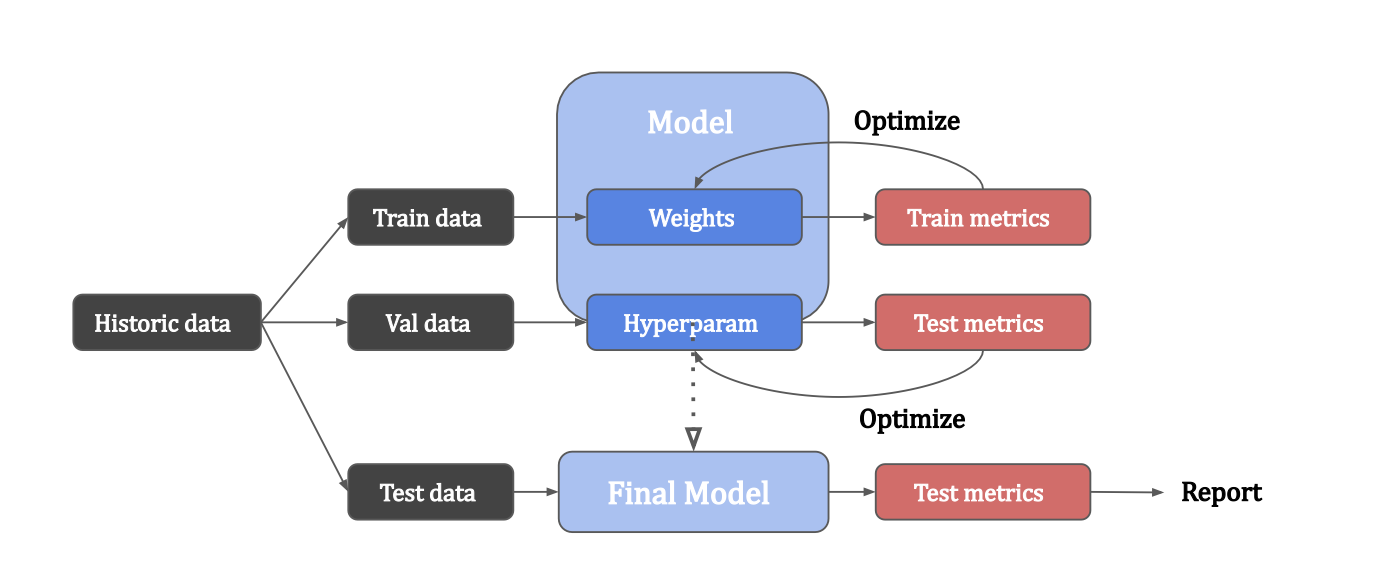 Model
Optimize
Train data
Weights
Train metrics
Historic data
Val data
Hyperparam
Test metrics
Optimize
Test data
Final Model
Test metrics
Report